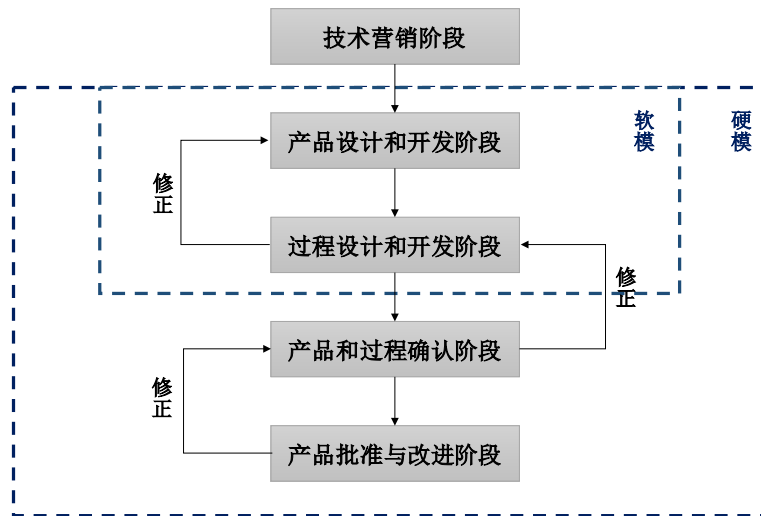 技术营销阶段
软模
硬模
产品设计和开发阶段
修正
过程设计和开发阶段
修正
产品和过程确认阶段
修正
产品批准与改进阶段